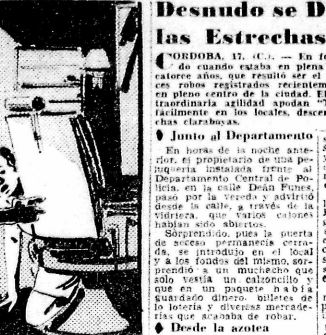 Desnudo se D
las Estrechas
CORDOBA, 17. (C.). — En fo
do cuando estaba en plena
catorce años, que resultó ser el
ces robos registrados recientem
en pleno centro de la ciudad. El
traordinaria agilidad apodan "
fácilmente en los locales, descen
chas claraboyas.
Junto al Departamento
En horas de la noche ante-
rior, el propietario de una pe-
luquería instalada frente al
Departamento Central de Po-
licía, en la calle Deán Funes,
pasó por la vereda y advirtió
desde la calle, a través de la
vidriera, que varios cajones
habían sido abiertos.
Sorprendido, pues la puerta
de acceso permanecía cerra-
da, se introdujo en el local
y a los fondos del mismo, sor-
prendió a un muchacho que
sólo vestía un calzoncillo y
que en un paquete había
guardado dinero, billetes de
lo lotería y diversas mercade-
rías que acababa de robar.
Desde la azotea